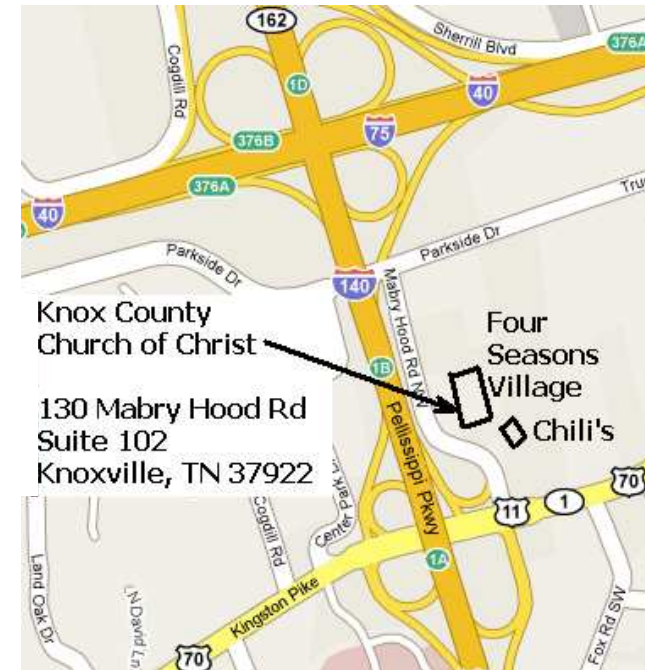 162
Sherrill Blvd
376A
Cogdill Rd
1D
40
75
376B
376A
40
Parkside Dr
Parkside Dr
140
Mabry Hood Rd NW
Knox County
Church of Christ
130 Mabry Hood Rd
Suite 102
Knoxville, TN 37922
Four
Seasons
Village
Chili's
1B
Pellissippi Pkwy
70
1
11
Center Park
Cogdill Rd
1A
Land Oak Dr
N David Ln
Kingston Pike
70
Fox Rd SW